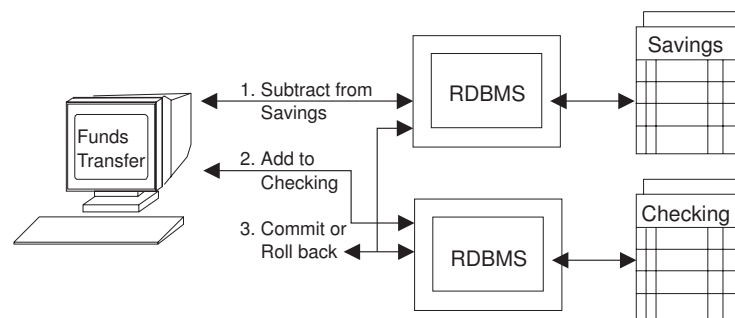 Funds
Transfer
1. Subtract from
Savings
2. Add to
Checking
3. Commit or
Roll back
RDBMS
Savings
RDBMS
Checking